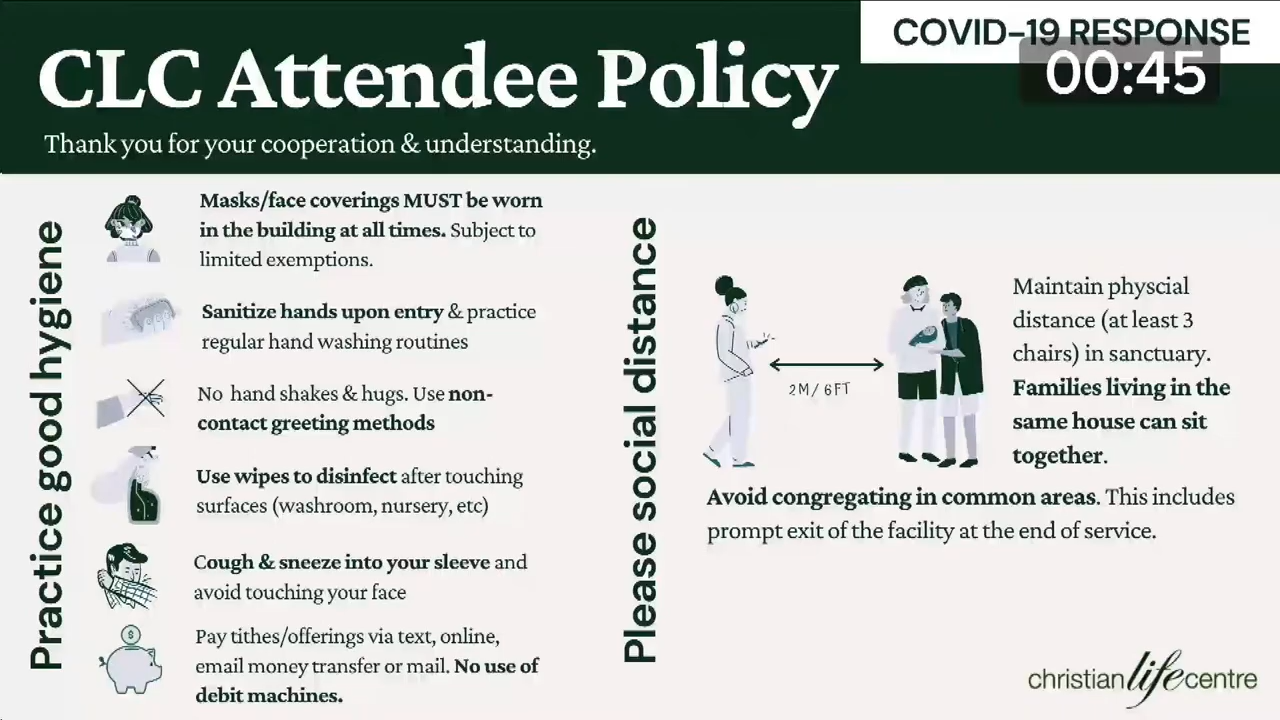 COVID-19 RESPONSE
00:45
CLC Attendee Policy
Thank you for your cooperation & understanding.
Practice good hygiene
Masks/face coverings MUST be worn
in the building at all times. Subject to
limited exemptions.
Sanitize hands upon entry & practice
regular hand washing routines
No hand shakes & hugs. Use non-
contact greeting methods
Use wipes to disinfect after touching
surfaces (washroom, nursery, etc)
Cough & sneeze into your sleeve and
avoid touching your face
$
Pay tithes/offerings via text, online,
email money transfer or mail. No use of
debit machines.
Please social distance
2M/ 6FT
Maintain physcial
distance (at least 3
chairs) in sanctuary.
Families living in the
same house can sit
together.
Avoid congregating in common areas. This includes
prompt exit of the facility at the end of service.
christian life centre